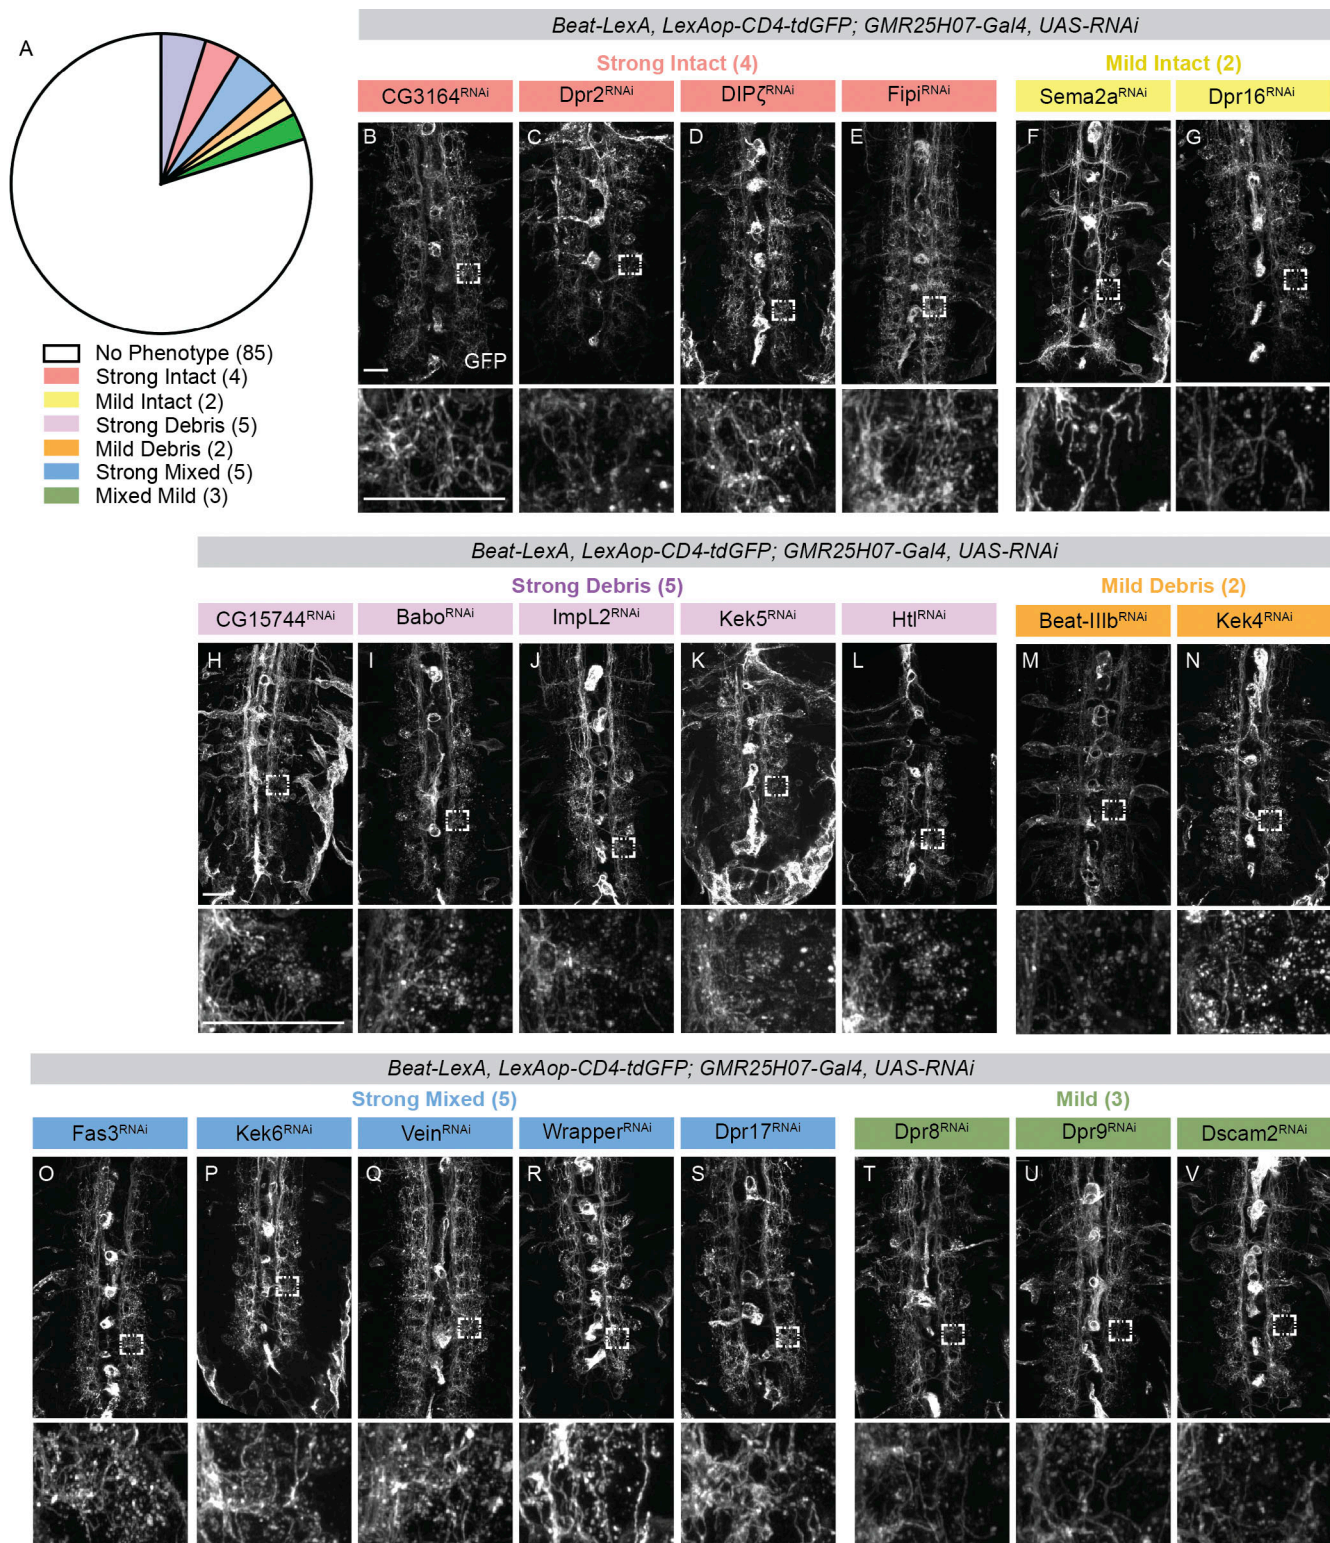 A
No Phenotype (85)
Strong Intact (4)
Mild Intact (2)
Strong Debris (5)
Mild Debris (2)
Strong Mixed (5)
Mixed Mild (3)
Beat-LexA, LexAop-CD4-tdGFP; GMR25H07-Gal4, UAS-RNAi
Strong Intact (4) Mild Intact (2)
CG3164RNAi Dpr2RNAi DIPζRNAi FipiRNAi Sema2aRNAi Dpr16RNAi
B C D E F G
GFP
Beat-LexA, LexAop-CD4-tdGFP; GMR25H07-Gal4, UAS-RNAi
Strong Debris (5) Mild Debris (2)
CG15744RNAi BaboRNAi ImpL2RNAi Kek5RNAi HtlRNAi Beat-IIIbRNAi Kek4RNAi
H I J K L M N
Beat-LexA, LexAop-CD4-tdGFP; GMR25H07-Gal4, UAS-RNAi
Strong Mixed (5) Mild (3)
Fas3RNAi Kek6RNAi VeinRNAi WrapperRNAi Dpr17RNAi Dpr8RNAi Dpr9RNAi Dscam2RNAi
O P Q R S T U V